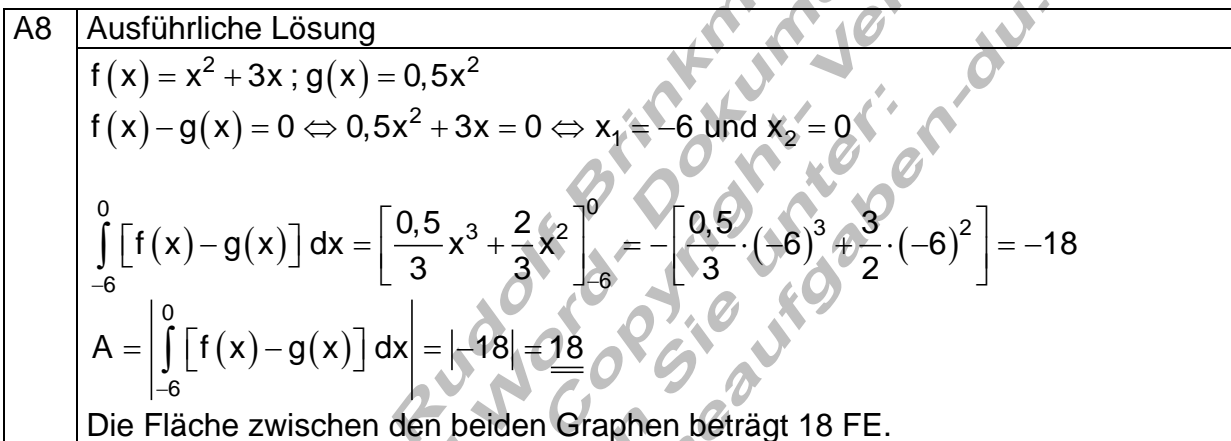 A8 Ausführliche Lösung
f(x) = x² + 3x ; g(x) = 0,5x²
f(x) − g(x) = 0 ⇔ 0,5x² + 3x = 0 ⇔ x₁ = −6 und x₂ = 0
∫₋₆⁰ [f(x) − g(x)] dx = [0,5/3 x³ + 2/3 x²]₋₆⁰ = −[0,5/3 · (−6)³ + 3/2 · (−6)²] = −18
A = |∫₋₆⁰ [f(x) − g(x)] dx| = |−18| = 18
Die Fläche zwischen den beiden Graphen beträgt 18 FE.